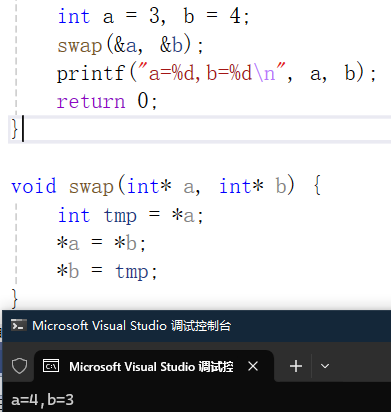 int a = 3, b = 4;
swap(&a, &b);
printf("a=%d,b=%d\n", a, b);
return 0;
}
void swap(int* a, int* b) {
int tmp = *a;
*a = *b;
*b = tmp;
}
Microsoft Visual Studio 调试控制台
Microsoft Visual Studio 调试控
a=4,b=3